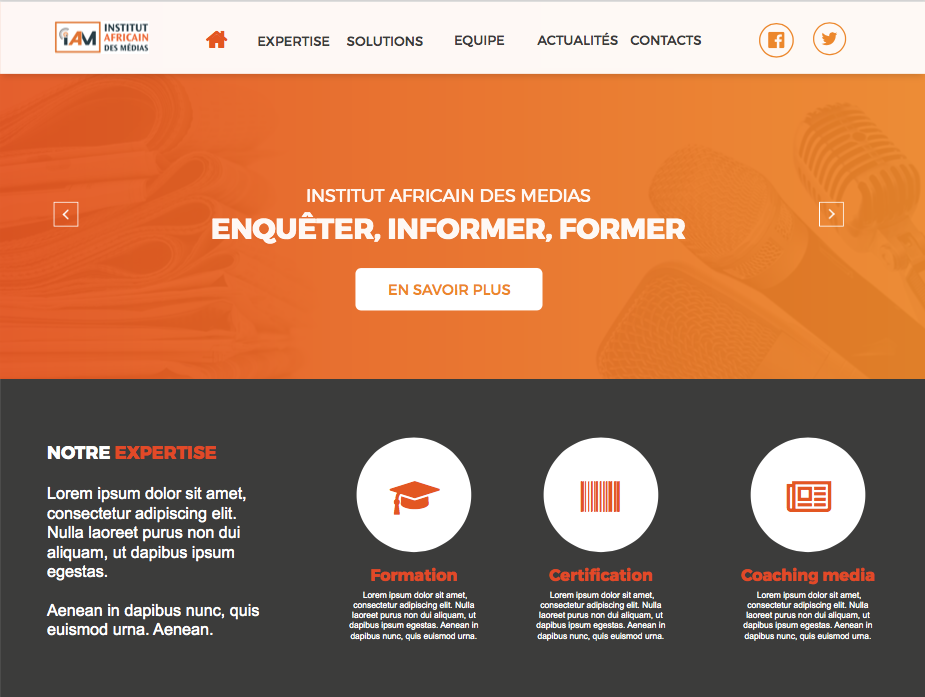 iAM
INSTITUT
AFRICAIN
DES MÉDIAS
EXPERTISE
SOLUTIONS
EQUIPE
ACTUALITÉS
CONTACTS
INSTITUT AFRICAIN DES MEDIAS
ENQUÊTER, INFORMER, FORMER
EN SAVOIR PLUS
NOTRE EXPERTISE
Lorem ipsum dolor sit amet,
consectetur adipiscing elit.
Nulla laoreet purus non dui
aliquam, ut dapibus ipsum
egestas.
Aenean in dapibus nunc, quis
euismod urna. Aenean.
Formation
Lorem ipsum dolor sit amet,
consectetur adipiscing elit. Nulla
laoreet purus non dui aliquam, ut
dapibus ipsum egestas. Aenean in
dapibus nunc, quis euismod urna.
Certification
Lorem ipsum dolor sit amet,
consectetur adipiscing elit. Nulla
laoreet purus non dui aliquam, ut
dapibus ipsum egestas. Aenean in
dapibus nunc, quis euismod urna.
Coaching media
Lorem ipsum dolor sit amet,
consectetur adipiscing elit. Nulla
laoreet purus non dui aliquam, ut
dapibus ipsum egestas. Aenean in
dapibus nunc, quis euismod urna.